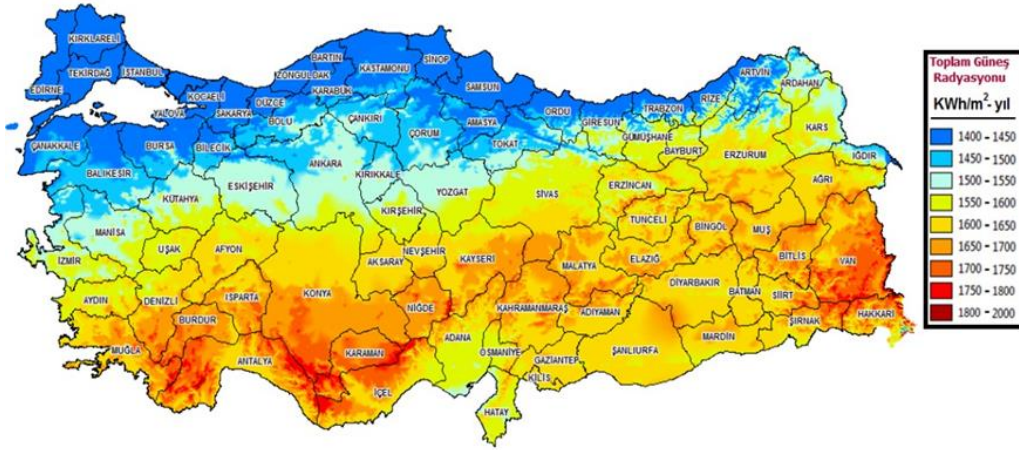 KIRKLARELİ
EDİRNE
TEKİRDAĞ
İSTANBUL
KOCAELİ
YALOVA
SAKARYA
DÜZCE
BOLU
ZONGULDAK
BARTIN
KARABÜK
KASTAMONU
SİNOP
SAMSUN
ÇANKIRI
ÇORUM
AMASYA
TOKAT
ORDU
GİRESUN
TRABZON
RİZE
ARTVİN
ARDAHAN
GÜMÜŞHANE
BAYBURT
ERZURUM
KARS
IĞDIR
AĞRI
ÇANAKKALE
BALIKESİR
BURSA
BİLECİK
KÜTAHYA
ESKİŞEHİR
ANKARA
KIRIKKALE
KIRŞEHİR
YOZGAT
SİVAS
ERZİNCAN
TUNCELİ
BİNGÖL
MUŞ
BİTLİS
VAN
MANİSA
İZMİR
UŞAK
AFYON
AKSARAY
NEVŞEHİR
KAYSERİ
MALATYA
ELAZIĞ
DİYARBAKIR
BATMAN
SİİRT
ŞIRNAK
HAKKARİ
AYDIN
DENİZLİ
ISPARTA
BURDUR
KONYA
NİĞDE
KAHRAMANMARAŞ
ADIYAMAN
MARDİN
ŞANLIURFA
GAZİANTEP
KİLİS
OSMANİYE
ADANA
HATAY
MUĞLA
ANTALYA
KARAMAN
İÇEL
Toplam Güneş
Radyasyonu
KWh/m²- yıl
1400 - 1450
1450 - 1500
1500 - 1550
1550 - 1600
1600 - 1650
1650 - 1700
1700 - 1750
1750 - 1800
1800 - 2000